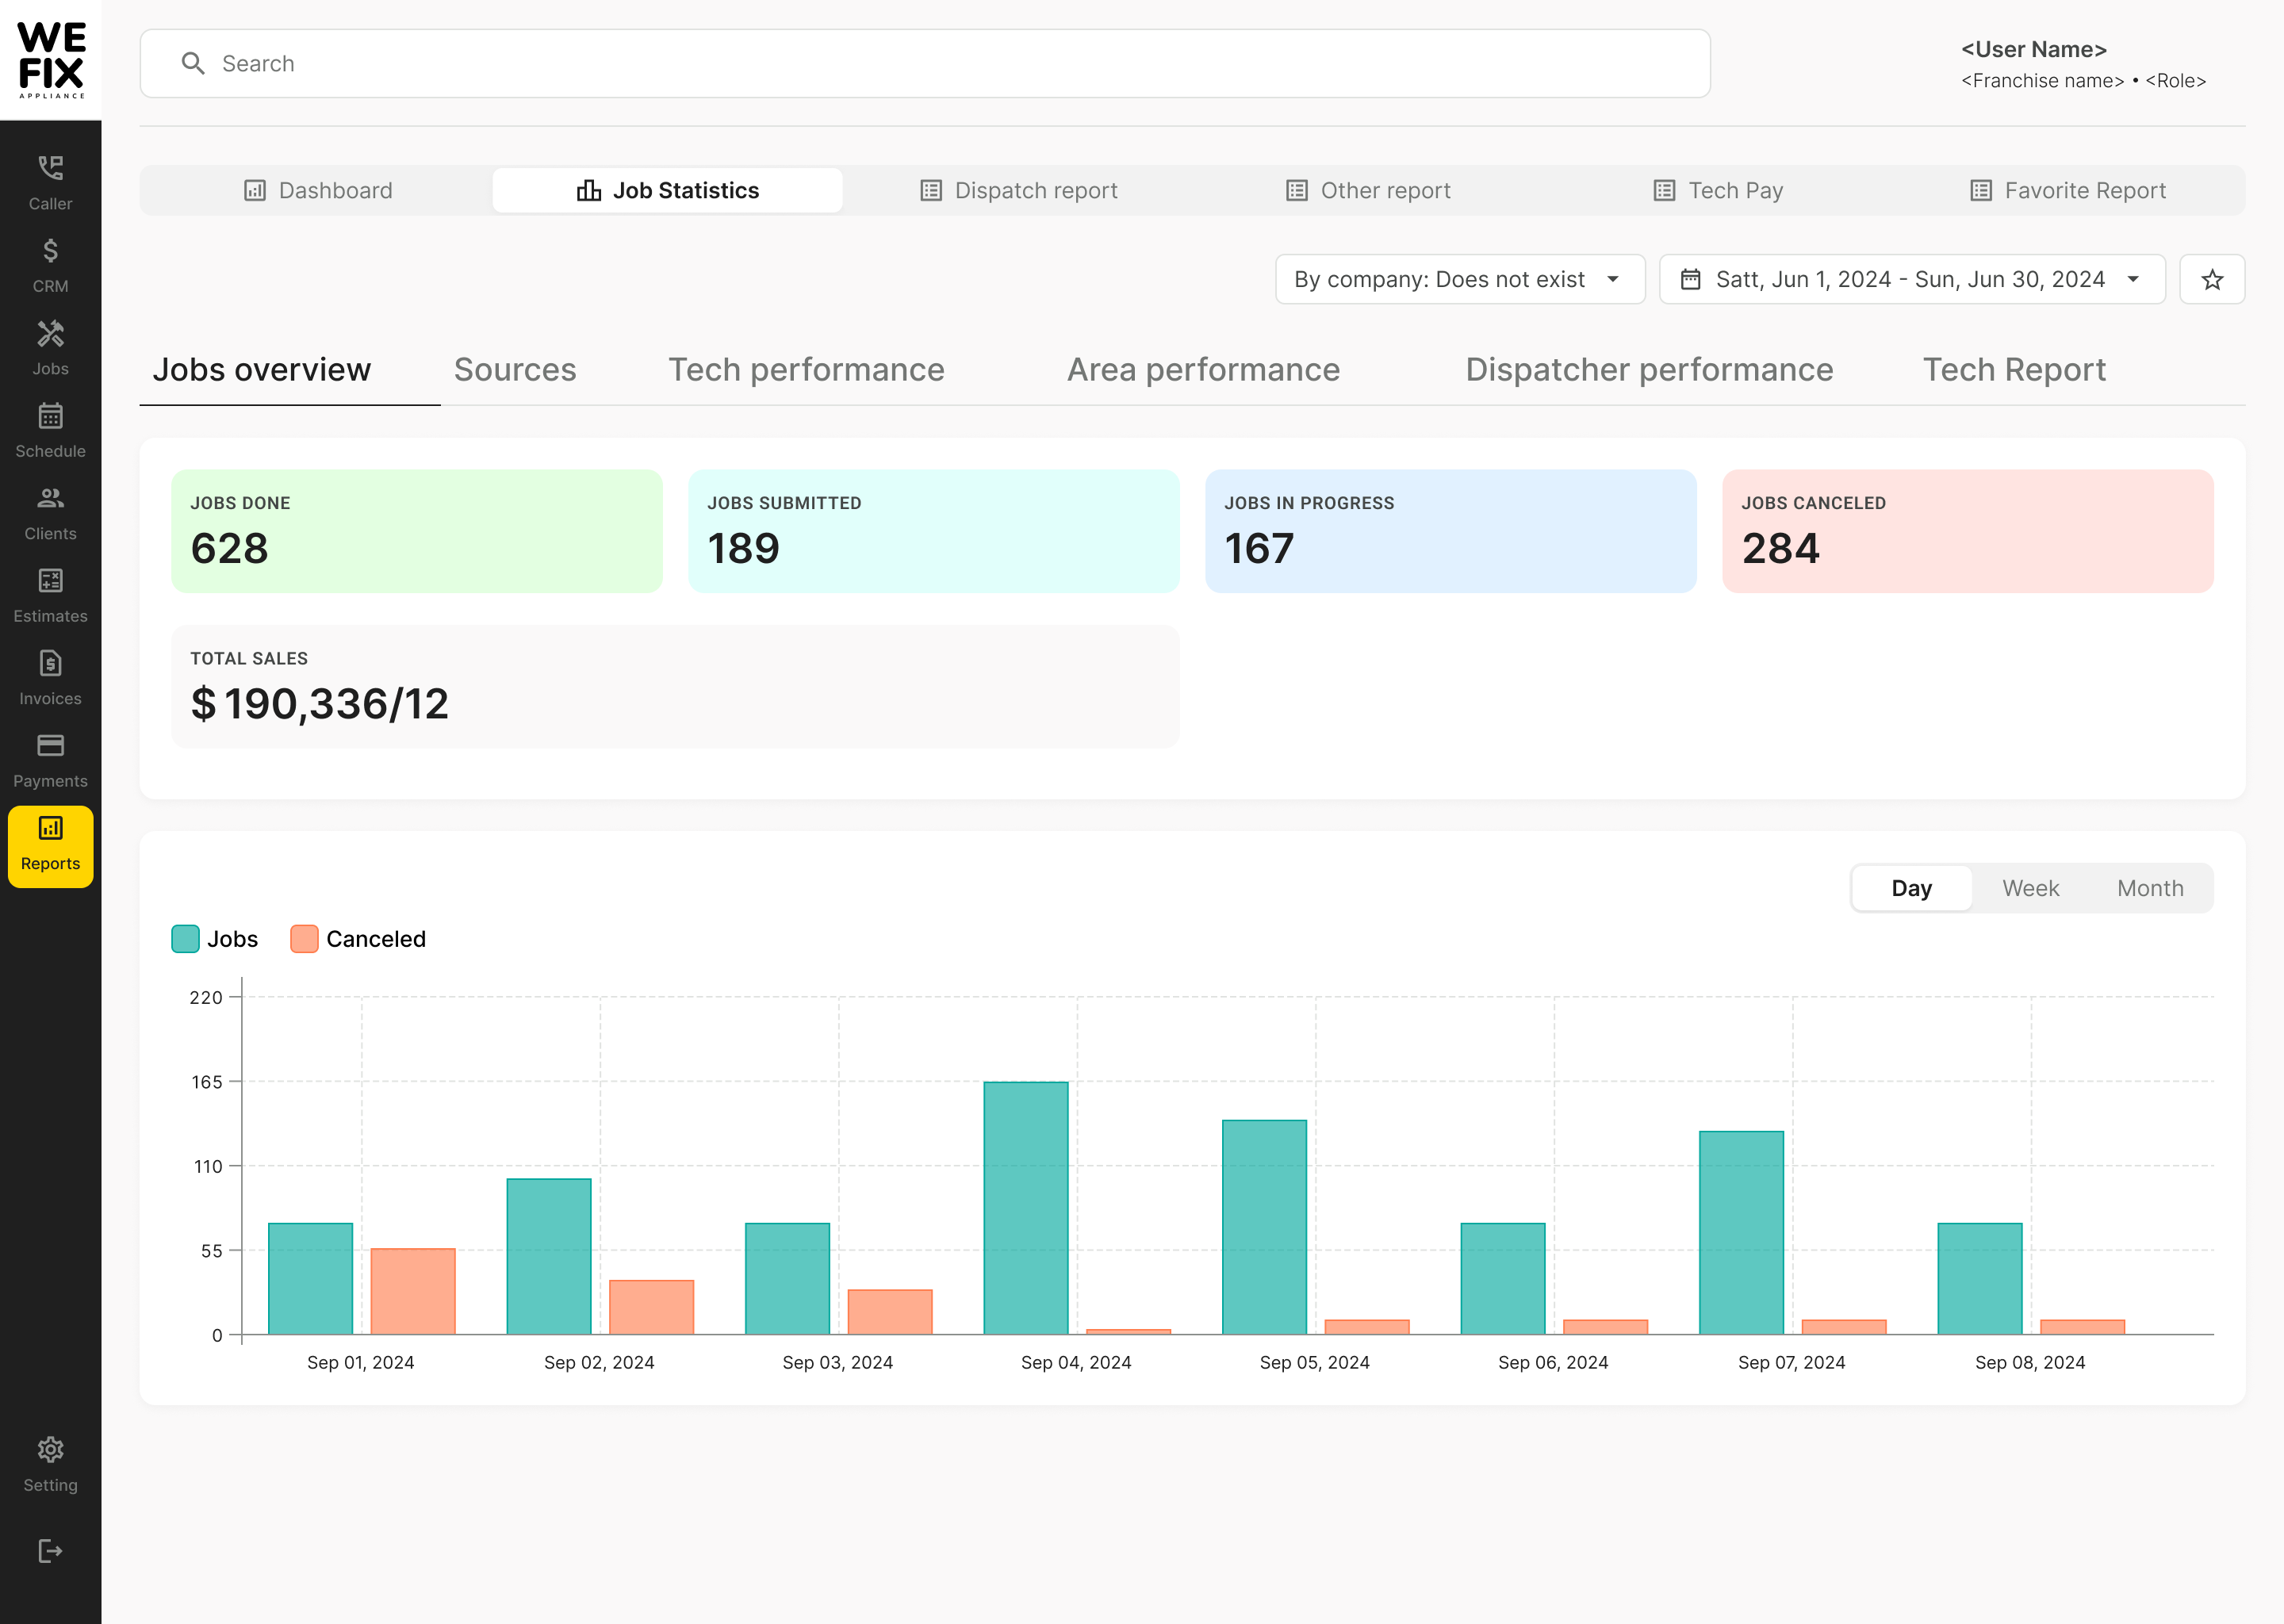 WE
FIX
APPLIANCE
Search
<User Name>
<Franchise name> • <Role>
Caller
CRM
Jobs
Schedule
Clients
Estimates
Invoices
Payments
Reports
Setting
Dashboard
Job Statistics
Dispatch report
Other report
Tech Pay
Favorite Report
By company: Does not exist
Satt, Jun 1, 2024 - Sun, Jun 30, 2024
Jobs overview
Sources
Tech performance
Area performance
Dispatcher performance
Tech Report
JOBS DONE
628
JOBS SUBMITTED
189
JOBS IN PROGRESS
167
JOBS CANCELED
284
TOTAL SALES
$ 190,336/12
Day
Week
Month
Jobs
Canceled
220
165
110
55
0
Sep 01, 2024
Sep 02, 2024
Sep 03, 2024
Sep 04, 2024
Sep 05, 2024
Sep 06, 2024
Sep 07, 2024
Sep 08, 2024